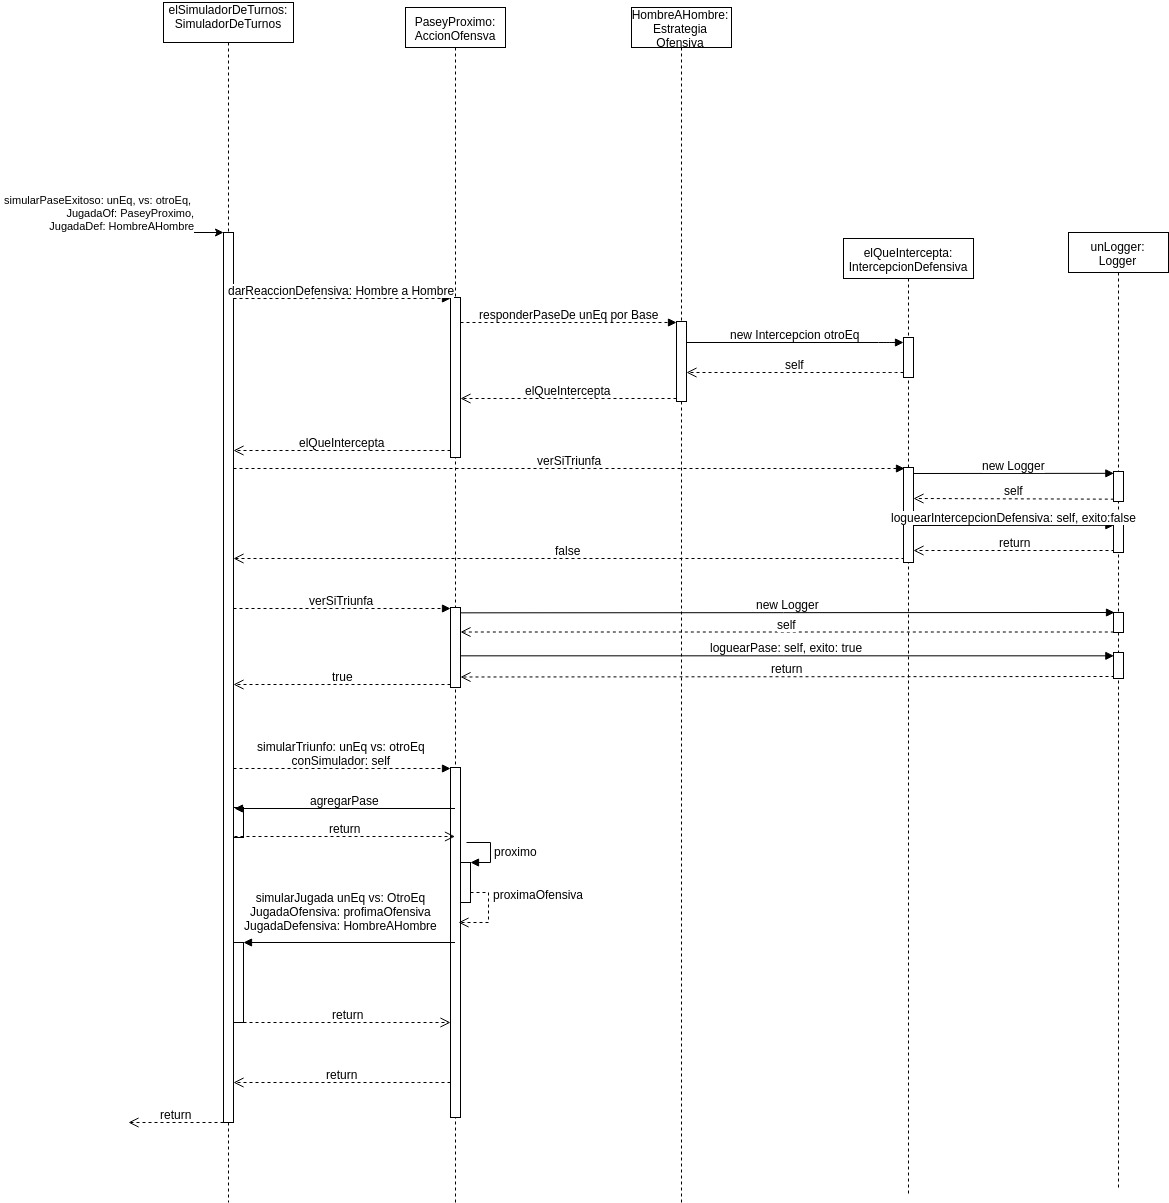 elSimuladorDeTurnos:
SimuladorDeTurnos
PaseyProximo:
AccionOfensva
HombreAHombre:
Estrategia
Ofensiva
simularPaseExitoso: unEq, vs: otroEq,
JugadaOf: PaseyProximo,
JugadaDef: HombreAHombre
elQueIntercepta:
IntercepcionDefensiva
unLogger:
Logger
darReaccionDefensiva: Hombre a Hombre
responderPaseDe unEq por Base
new Intercepcion otroEq
self
elQueIntercepta
elQueIntercepta
verSiTriunfa
new Logger
self
loguearIntercepcionDefensiva: self, exito:false
return
false
verSiTriunfa
new Logger
self
loguearPase: self, exito: true
return
true
simularTriunfo: unEq vs: otroEq
conSimulador: self
agregarPase
return
proximo
proximaOfensiva
simularJugada unEq vs: OtroEq
JugadaOfensiva: profimaOfensiva
JugadaDefensiva: HombreAHombre
return
return
return